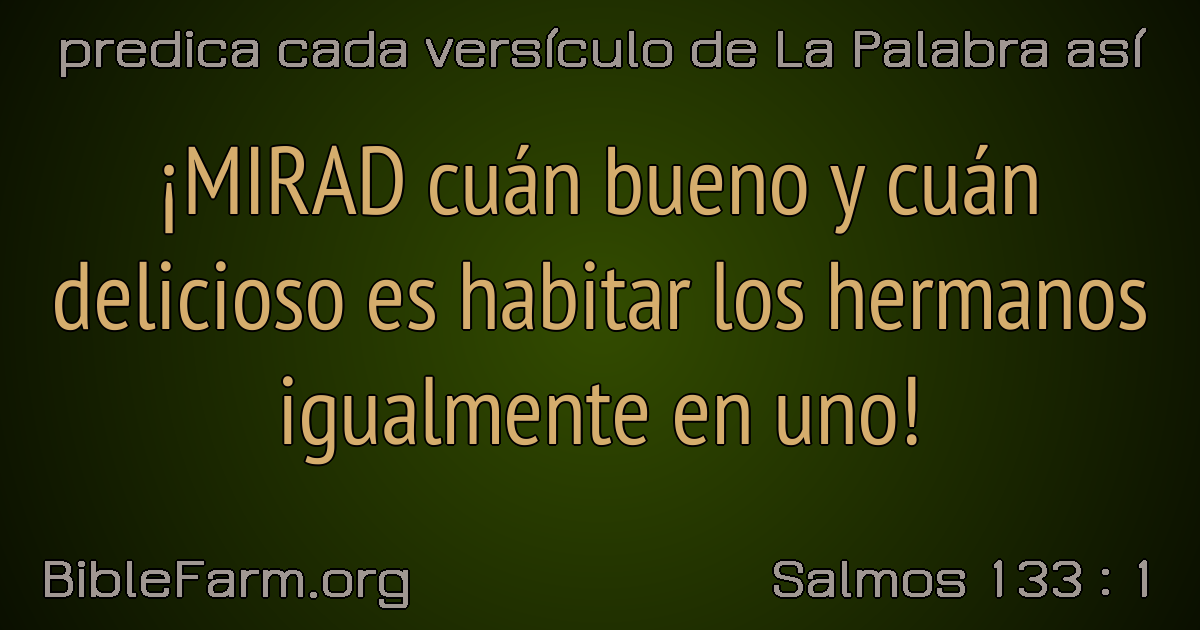 predica cada versículo de La Palabra así
¡MIRAD cuán bueno y cuán
delicioso es habitar los hermanos
igualmente en uno!
BibleFarm.org
Salmos 133 : 1